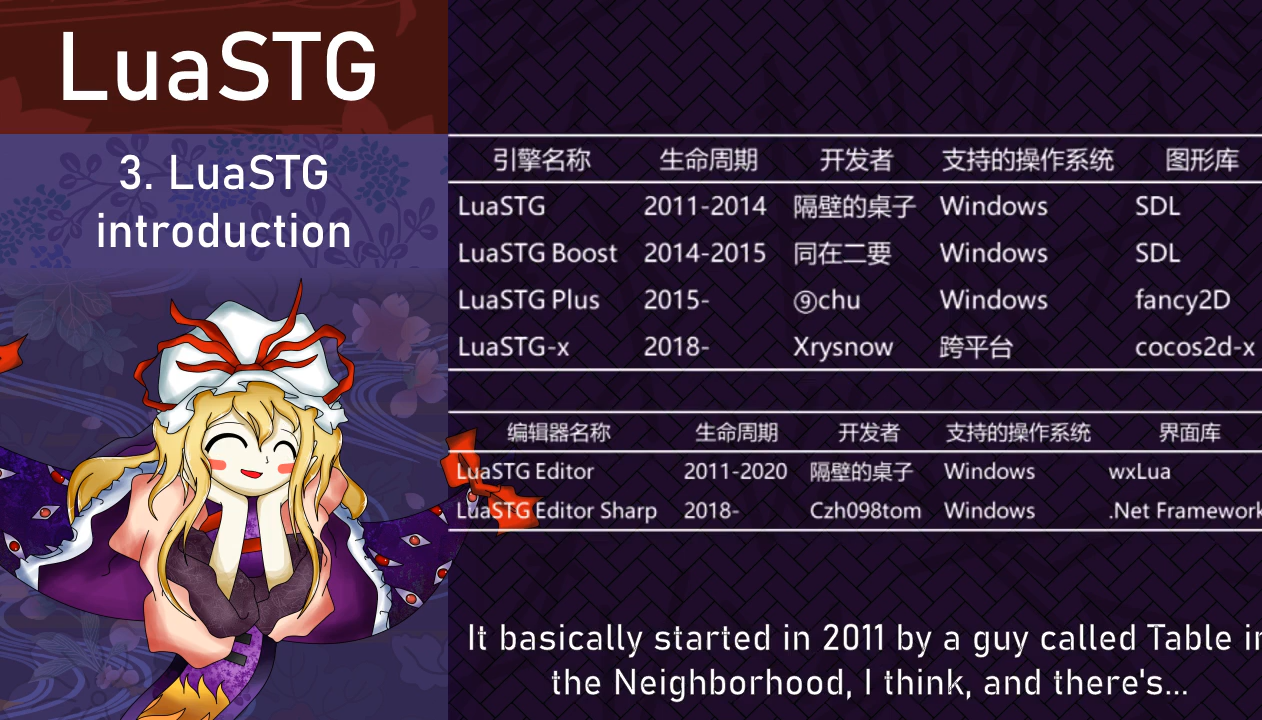 LuaSTG
3. LuaSTG
introduction
引擎名称 生命周期 开发者 支持的操作系统 图形库
LuaSTG 2011-2014 隔壁的桌子 Windows SDL
LuaSTG Boost 2014-2015 同在二要 Windows SDL
LuaSTG Plus 2015- ⑨chu Windows fancy2D
LuaSTG-x 2018- Xrysnow 跨平台 cocos2d-x
编辑器名称 生命周期 开发者 支持的操作系统 界面库
LuaSTG Editor 2011-2020 隔壁的桌子 Windows wxLua
LuaSTG Editor Sharp 2018- Czh098tom Windows .Net Framework
It basically started in 2011 by a guy called Table in
the Neighborhood, I think, and there's...